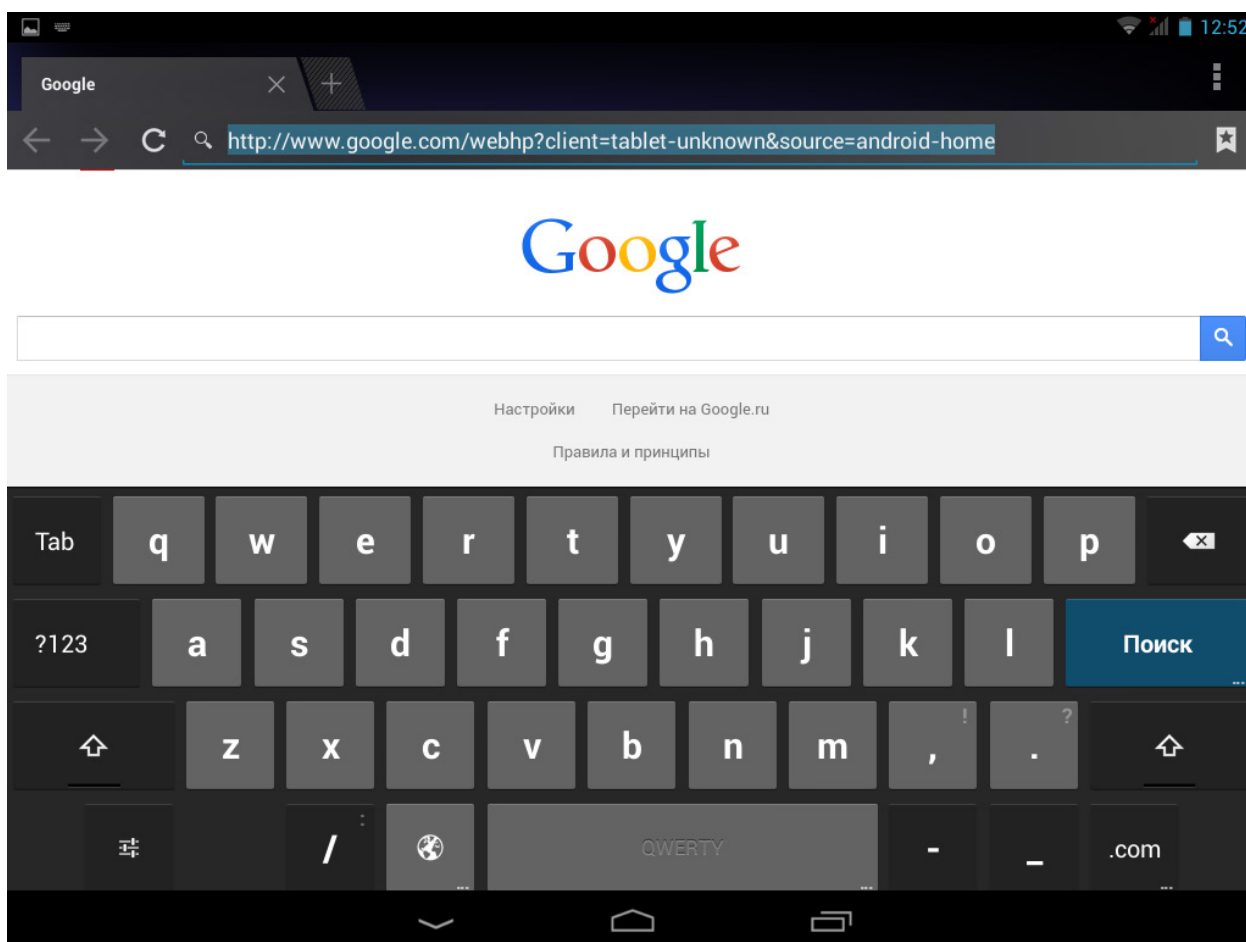 12:52
Google
http://www.google.com/webhp?client=tablet-unknown&source=android-home
Google
Настройки Перейти на Google.ru
Правила и принципы
Tab q w e r t y u i o p
?123 a s d f g h j k l Поиск
z x c v b n m , ! . ?
/ : QWERTY - _ .com